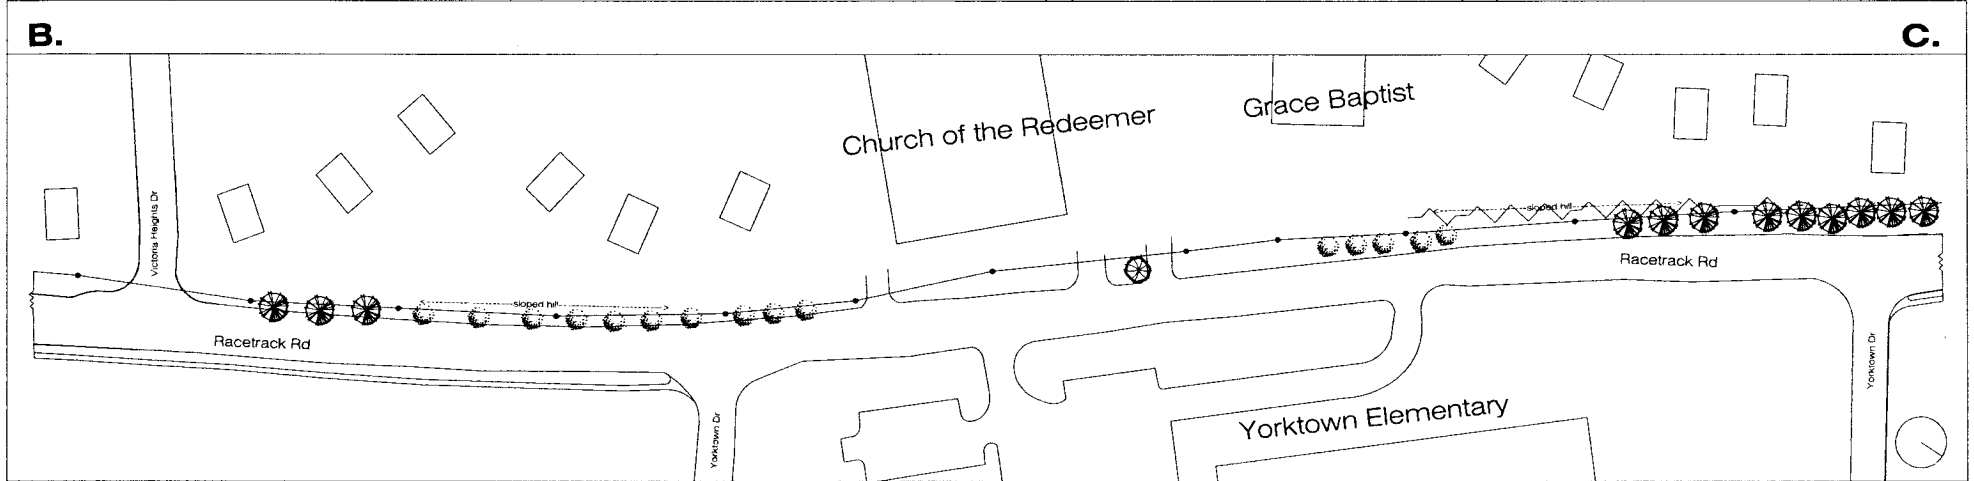 B.
C.
Church of the Redeemer
Grace Baptist
Victoria Heights Dr
sloped hill
sloped hill
Racetrack Rd
Racetrack Rd
Yorktown Dr
Yorktown Dr
Yorktown Elementary